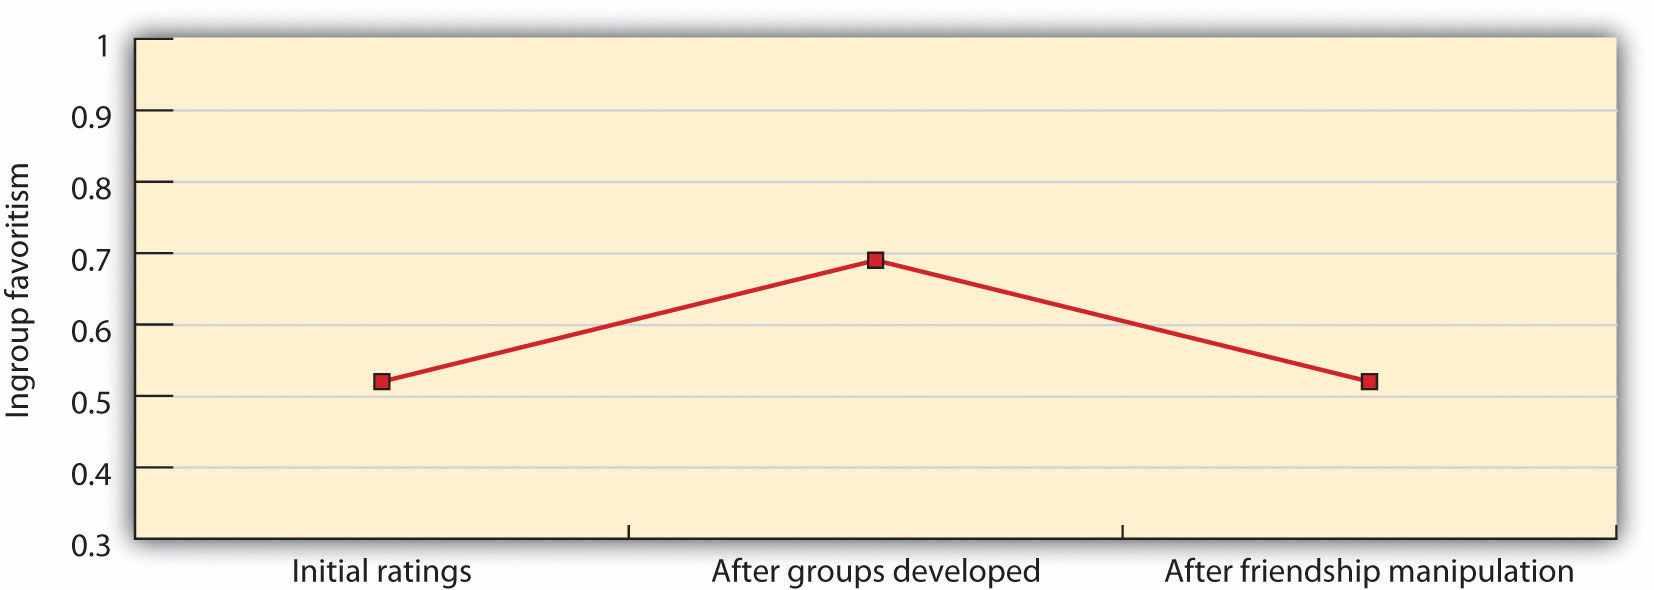 1
0.9
0.8
0.7
0.6
0.5
0.4
0.3
Ingroup favoritism
Initial ratings
After groups developed
After friendship manipulation